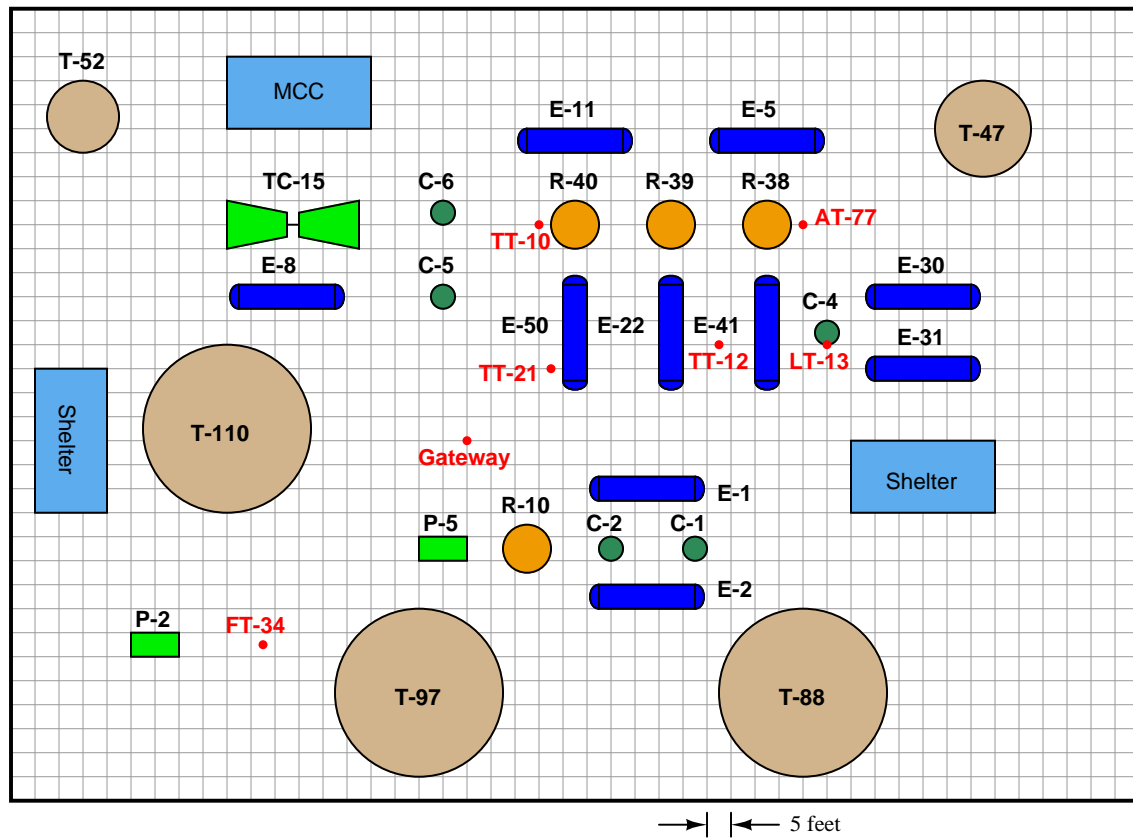 T-52
MCC
E-11
E-5
T-47
TC-15
C-6
R-40
R-39
R-38
TT-10
AT-77
E-8
C-5
E-30
E-50
E-22
E-41
C-4
TT-21
TT-12
LT-13
E-31
Shelter
T-110
Gateway
Shelter
E-1
P-5
R-10
C-2
C-1
E-2
P-2
FT-34
T-97
T-88
5 feet